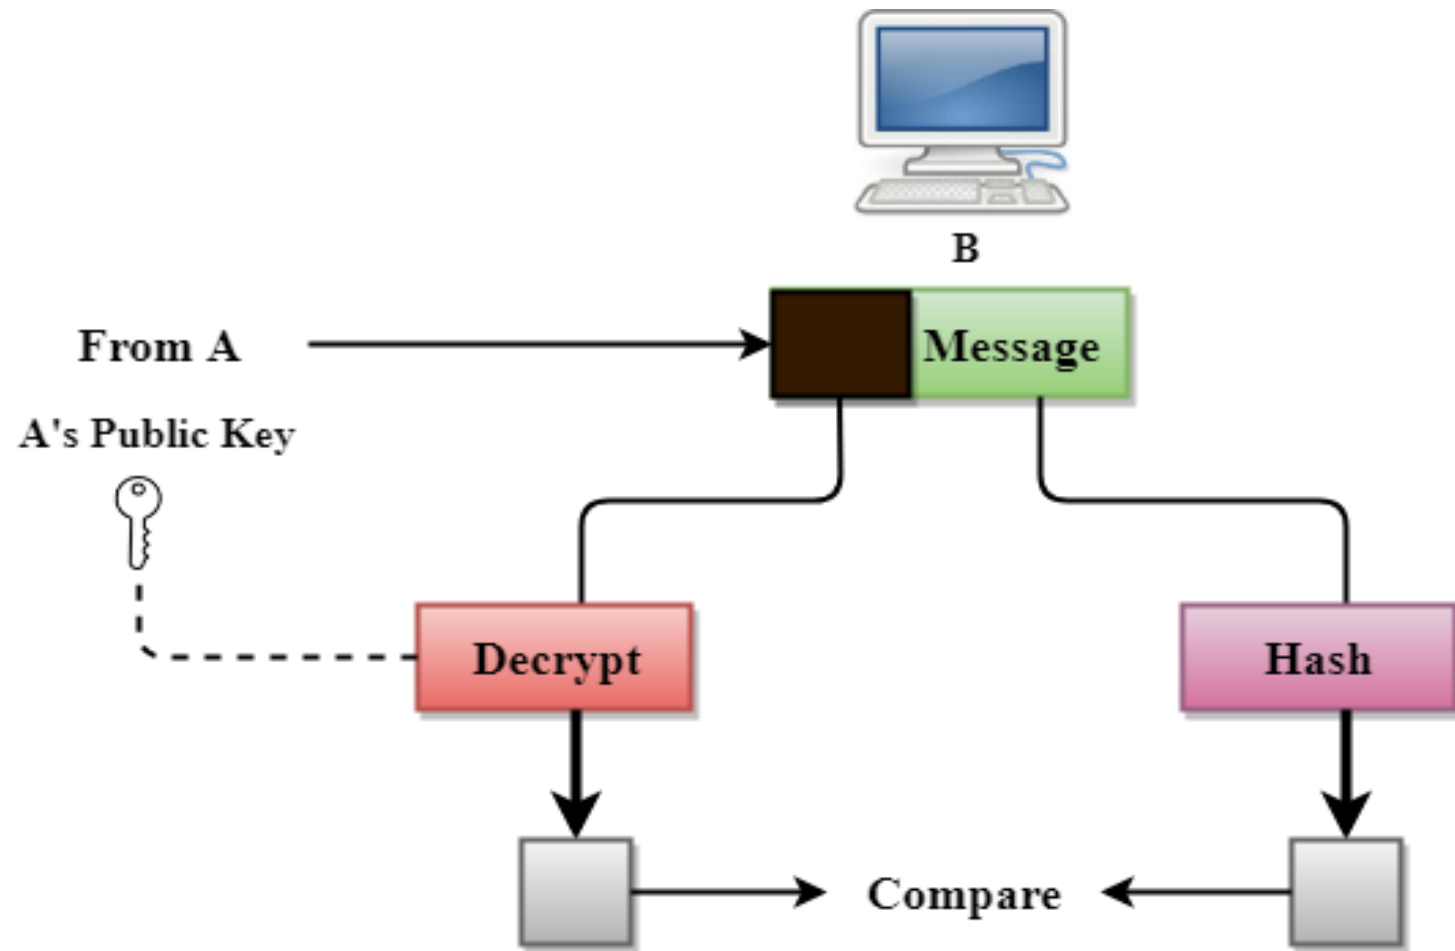 B
From A
Message
A's Public Key
Decrypt
Hash
Compare